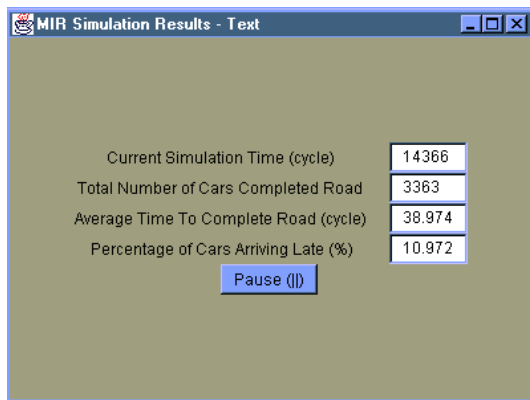 MIR Simulation Results - Text
Current Simulation Time (cycle) 14366
Total Number of Cars Completed Road 3363
Average Time To Complete Road (cycle) 38.974
Percentage of Cars Arriving Late (%) 10.972
Pause (||)